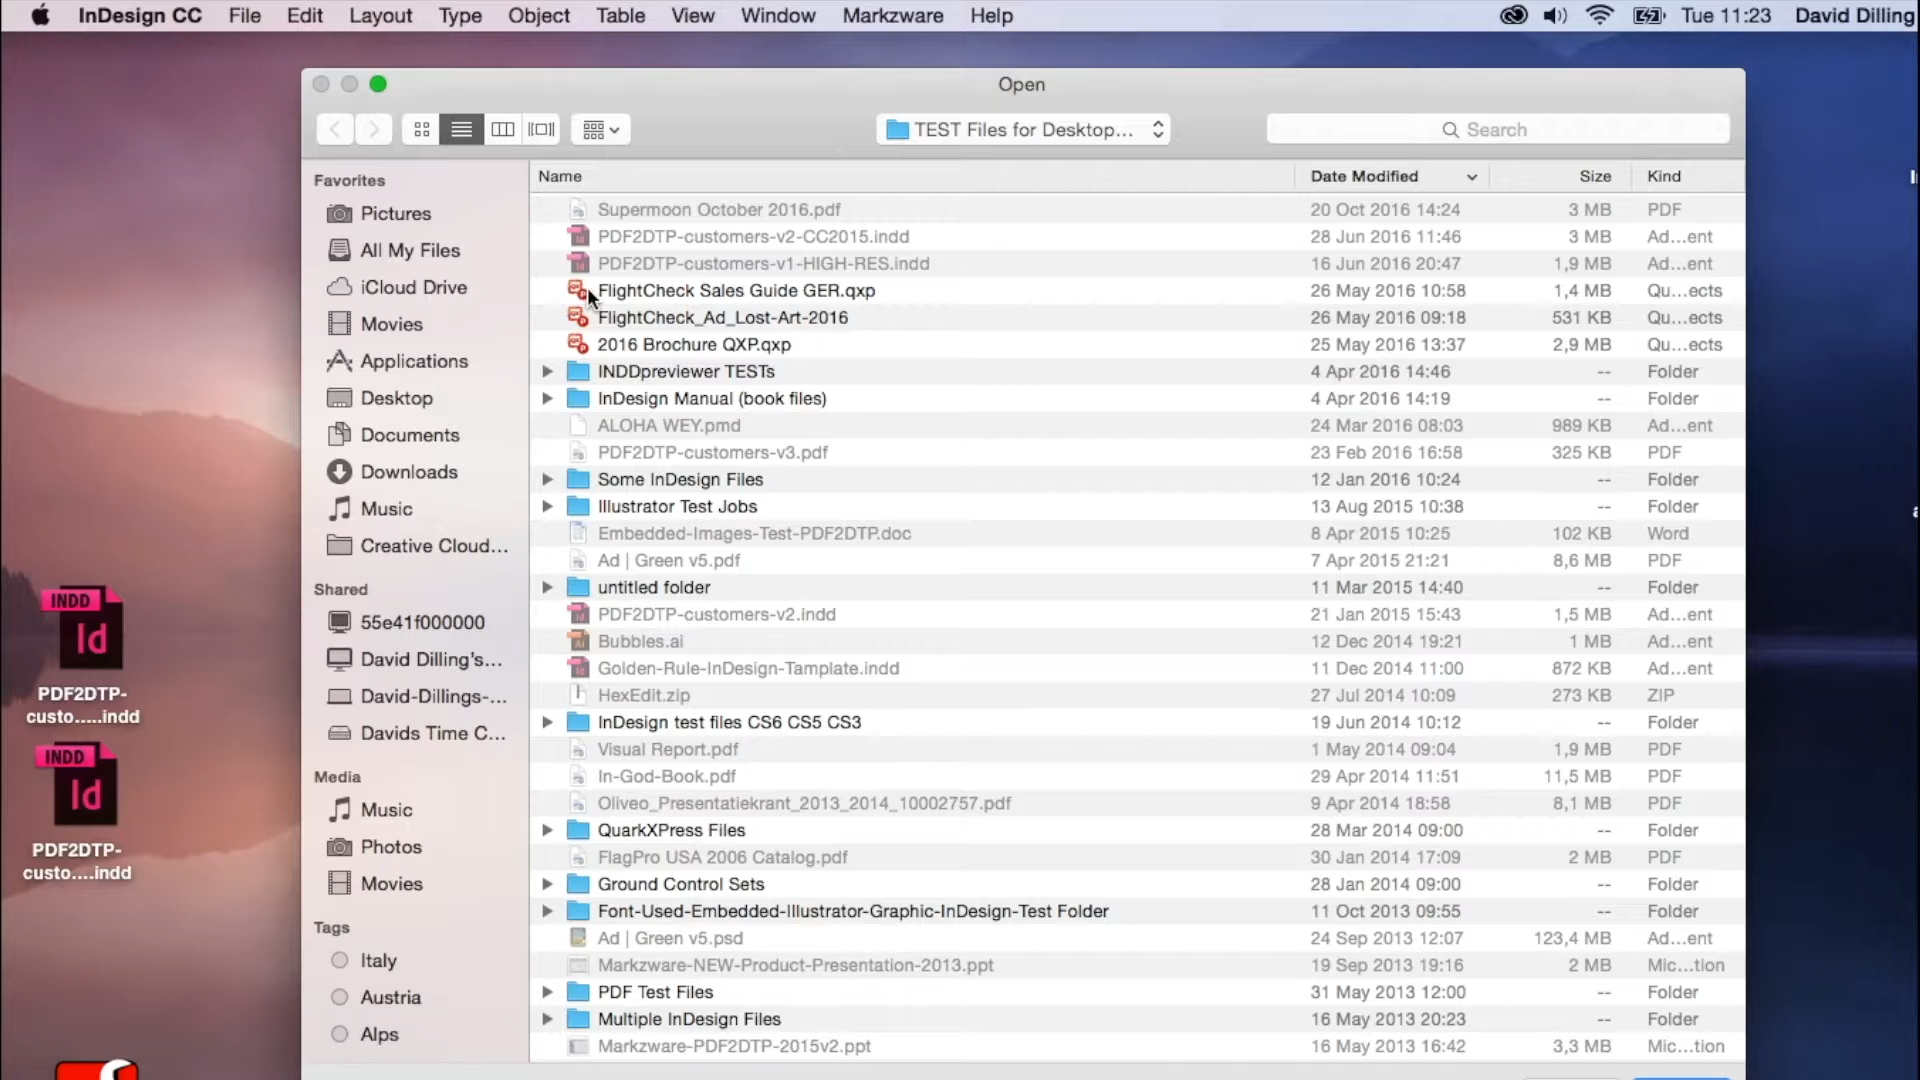 InDesign CC File Edit Layout Type Object Table View Window Markzware Help Tue 11:23 David Dilling
Open
TEST Files for Desktop...
Search
Favorites
Pictures
All My Files
iCloud Drive
Movies
Applications
Desktop
Documents
Downloads
Music
Creative Cloud...
Shared
55e41f000000
David Dilling's...
David-Dillings-...
Davids Time C...
Media
Music
Photos
Movies
Tags
Italy
Austria
Alps
Name Date Modified Size Kind
Supermoon October 2016.pdf 20 Oct 2016 14:24 3 MB PDF
PDF2DTP-customers-v2-CC2015.indd 28 Jun 2016 11:46 3 MB Ad...ent
PDF2DTP-customers-v1-HIGH-RES.indd 16 Jun 2016 20:47 1,9 MB Ad...ent
FlightCheck Sales Guide GER.qxp 26 May 2016 10:58 1,4 MB Qu...ects
FlightCheck_Ad_Lost-Art-2016 26 May 2016 09:18 531 KB Qu...ects
2016 Brochure QXP.qxp 25 May 2016 13:37 2,9 MB Qu...ects
INDDpreviewer TESTs 4 Apr 2016 14:46 -- Folder
InDesign Manual (book files) 4 Apr 2016 14:19 -- Folder
ALOHA WEY.pmd 24 Mar 2016 08:03 989 KB Ad...ent
PDF2DTP-customers-v3.pdf 23 Feb 2016 16:58 325 KB PDF
Some InDesign Files 12 Jan 2016 10:24 -- Folder
Illustrator Test Jobs 13 Aug 2015 10:38 -- Folder
Embedded-Images-Test-PDF2DTP.doc 8 Apr 2015 10:25 102 KB Word
Ad | Green v5.pdf 7 Apr 2015 21:21 8,6 MB PDF
untitled folder 11 Mar 2015 14:40 -- Folder
PDF2DTP-customers-v2.indd 21 Jan 2015 15:43 1,5 MB Ad...ent
Bubbles.ai 12 Dec 2014 19:21 1 MB Ad...ent
Golden-Rule-InDesign-Tamplate.indd 11 Dec 2014 11:00 872 KB Ad...ent
HexEdit.zip 27 Jul 2014 10:09 273 KB ZIP
InDesign test files CS6 CS5 CS3 19 Jun 2014 10:12 -- Folder
Visual Report.pdf 1 May 2014 09:04 1,9 MB PDF
In-God-Book.pdf 29 Apr 2014 11:51 11,5 MB PDF
Oliveo_Presentatiekrant_2013_2014_10002757.pdf 9 Apr 2014 18:58 8,1 MB PDF
QuarkXPress Files 28 Mar 2014 09:00 -- Folder
FlagPro USA 2006 Catalog.pdf 30 Jan 2014 17:09 2 MB PDF
Ground Control Sets 28 Jan 2014 09:00 -- Folder
Font-Used-Embedded-Illustrator-Graphic-InDesign-Test Folder 11 Oct 2013 09:55 -- Folder
Ad | Green v5.psd 24 Sep 2013 12:07 123,4 MB Ad...ent
Markzware-NEW-Product-Presentation-2013.ppt 19 Sep 2013 19:16 2 MB Mic...tion
PDF Test Files 31 May 2013 12:00 -- Folder
Multiple InDesign Files 16 May 2013 20:23 -- Folder
Markzware-PDF2DTP-2015v2.ppt 16 May 2013 16:42 3,3 MB Mic...tion
INDD
Id
PDF2DTP-
custo.....indd
INDD
Id
PDF2DTP-
custo....indd